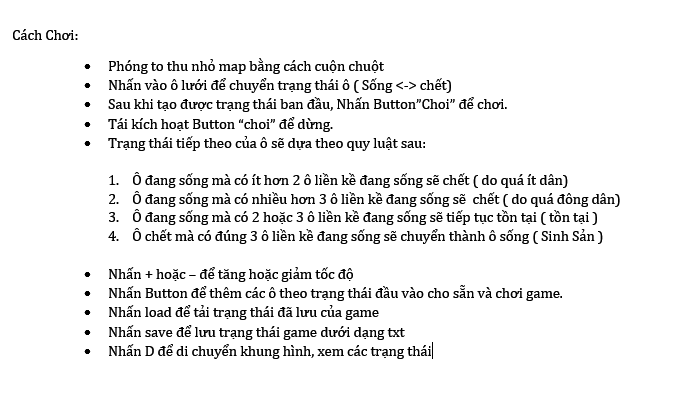 Cách Chơi:
• Phóng to thu nhỏ map bằng cách cuộn chuột
• Nhấn vào ô lưới để chuyển trạng thái ô ( Sống <-> chết)
• Sau khi tạo được trạng thái ban đầu, Nhấn Button"Choi" để chơi.
• Tái kích hoạt Button “choi” để dừng.
• Trạng thái tiếp theo của ô sẽ dựa theo quy luật sau:
1. Ô đang sống mà có ít hơn 2 ô liền kề đang sống sẽ chết ( do quá ít dân)
2. Ô đang sống mà có nhiều hơn 3 ô liền kề đang sống sẽ chết ( do quá đông dân)
3. Ô đang sống mà có 2 hoặc 3 ô liền kề đang sống sẽ tiếp tục tồn tại ( tồn tại )
4. Ô chết mà có đúng 3 ô liền kề đang sống sẽ chuyển thành ô sống ( Sinh Sản )
• Nhấn + hoặc – để tăng hoặc giảm tốc độ
• Nhấn Button để thêm các ô theo trạng thái đầu vào cho sẵn và chơi game.
• Nhấn load để tải trạng thái đã lưu của game
• Nhấn save để lưu trạng thái game dưới dạng txt
• Nhấn D để di chuyển khung hình, xem các trạng thái